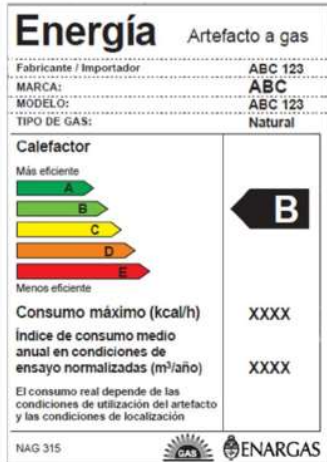 Energía Artefacto a gas
Fabricante / Importador ABC 123
MARCA: ABC
MODELO: ABC 123
TIPO DE GAS: Natural
Calefactor
Más eficiente
A
B
B
C
D
E
Menos eficiente
Consumo máximo (kcal/h) XXXX
Índice de consumo medio
anual en condiciones de
ensayo normalizadas (m³/año) XXXX
El consumo real depende de las
condiciones de utilización del artefacto
y las condiciones de localización
NAG 315 GAS ENARGAS